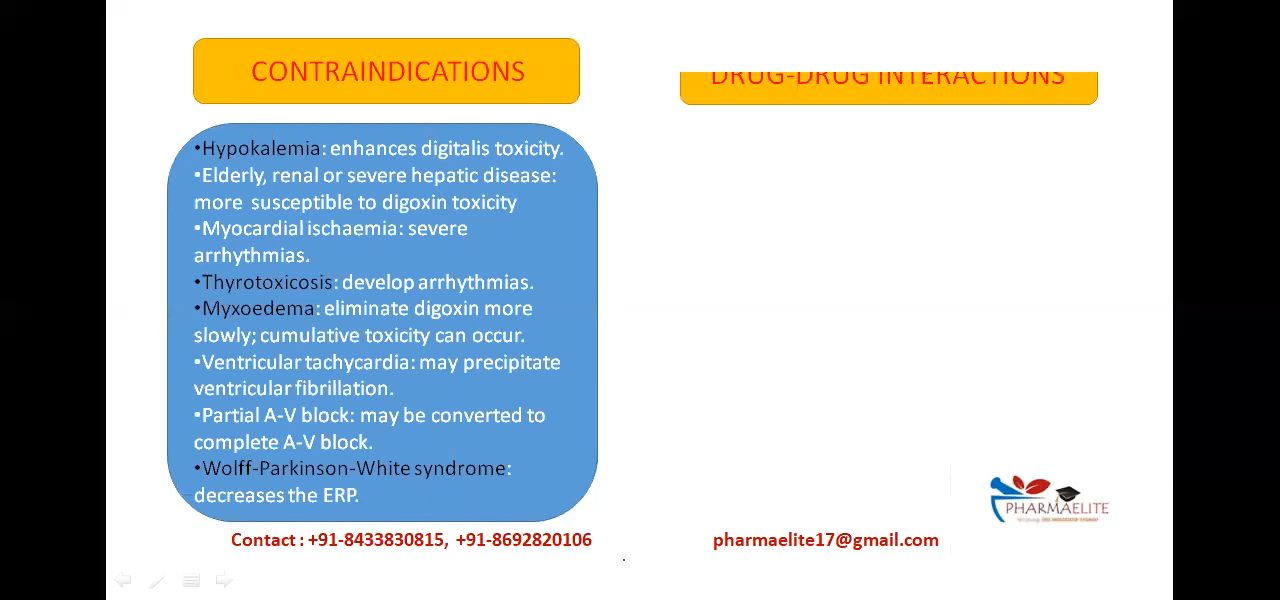 CONTRAINDICATIONS
DRUG-DRUG INTERACTIONS
•Hypokalemia: enhances digitalis toxicity.
•Elderly, renal or severe hepatic disease:
more susceptible to digoxin toxicity
•Myocardial ischaemia: severe
arrhythmias.
•Thyrotoxicosis: develop arrhythmias.
•Myxoedema: eliminate digoxin more
slowly; cumulative toxicity can occur.
•Ventricular tachycardia: may precipitate
ventricular fibrillation.
•Partial A-V block: may be converted to
complete A-V block.
•Wolff-Parkinson-White syndrome:
decreases the ERP.
PHARMAELITE
Contact : +91-8433830815, +91-8692820106
pharmaelite17@gmail.com